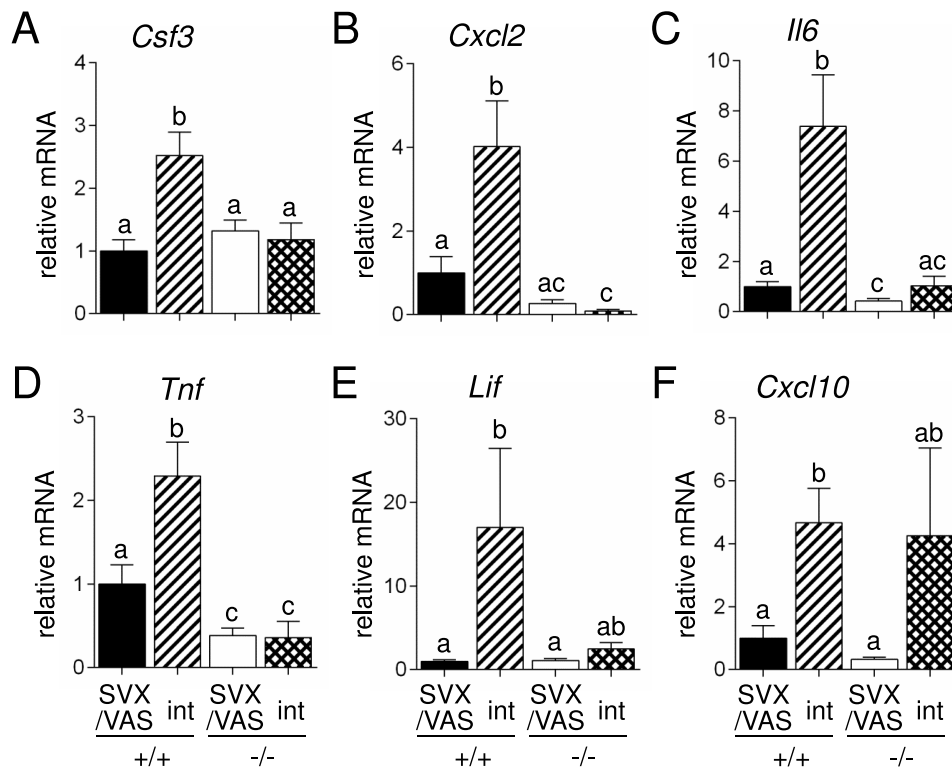 A
Csf3
relative mRNA
4
3
2
1
0
a
b
a
a
B
Cxcl2
relative mRNA
6
4
2
0
a
b
ac
c
C
Il6
relative mRNA
10
8
6
4
2
0
a
b
c
ac
D
Tnf
relative mRNA
3
2
1
0
a
b
c
c
SVX
/VAS
int
SVX
/VAS
int
+/+
-/-
E
Lif
relative mRNA
30
20
10
0
a
b
a
ab
SVX
/VAS
int
SVX
/VAS
int
+/+
-/-
F
Cxcl10
relative mRNA
8
6
4
2
0
a
b
a
ab
SVX
/VAS
int
SVX
/VAS
int
+/+
-/-